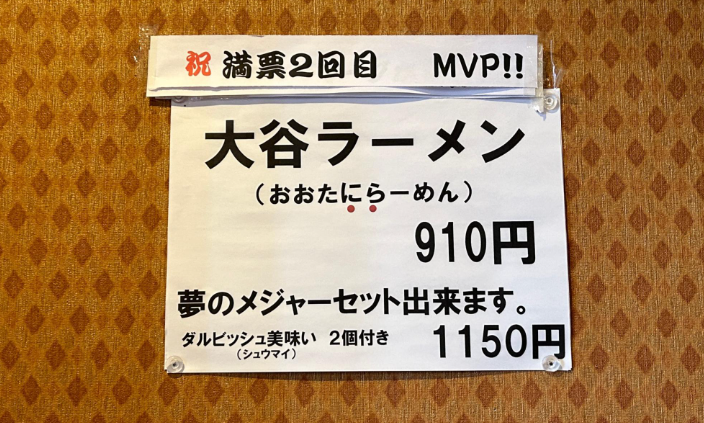 祝 満票2回目 MVP!!
大谷ラーメン
(おおたにらーめん)
910円
夢のメジャーセット出来ます。
ダルビッシュ美味い 2個付き 1150円
(シュウマイ)